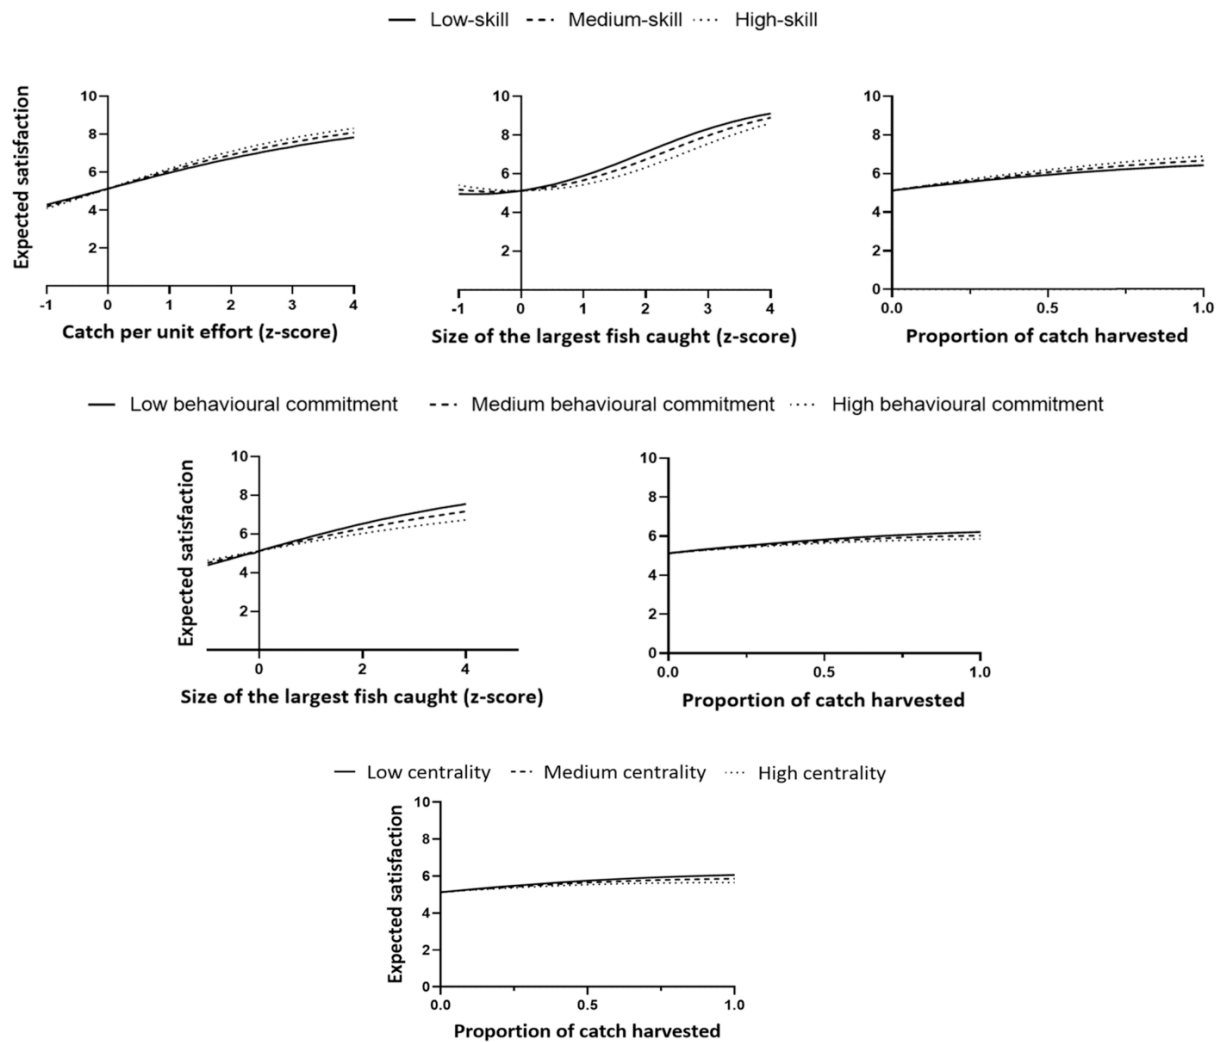 Low-skill Medium-skill High-skill
Expected satisfaction
10
8
6
4
2
-1 0 1 2 3 4
Catch per unit effort (z-score)
10
8
6
4
2
-1 0 1 2 3 4
Size of the largest fish caught (z-score)
10
8
6
4
2
0
0.0 0.5 1.0
Proportion of catch harvested
Low behavioural commitment Medium behavioural commitment High behavioural commitment
Expected satisfaction
10
8
6
4
2
0 2 4
Size of the largest fish caught (z-score)
10
8
6
4
2
0
0.0 0.5 1.0
Proportion of catch harvested
Low centrality Medium centrality High centrality
Expected satisfaction
10
8
6
4
2
0
0.0 0.5 1.0
Proportion of catch harvested